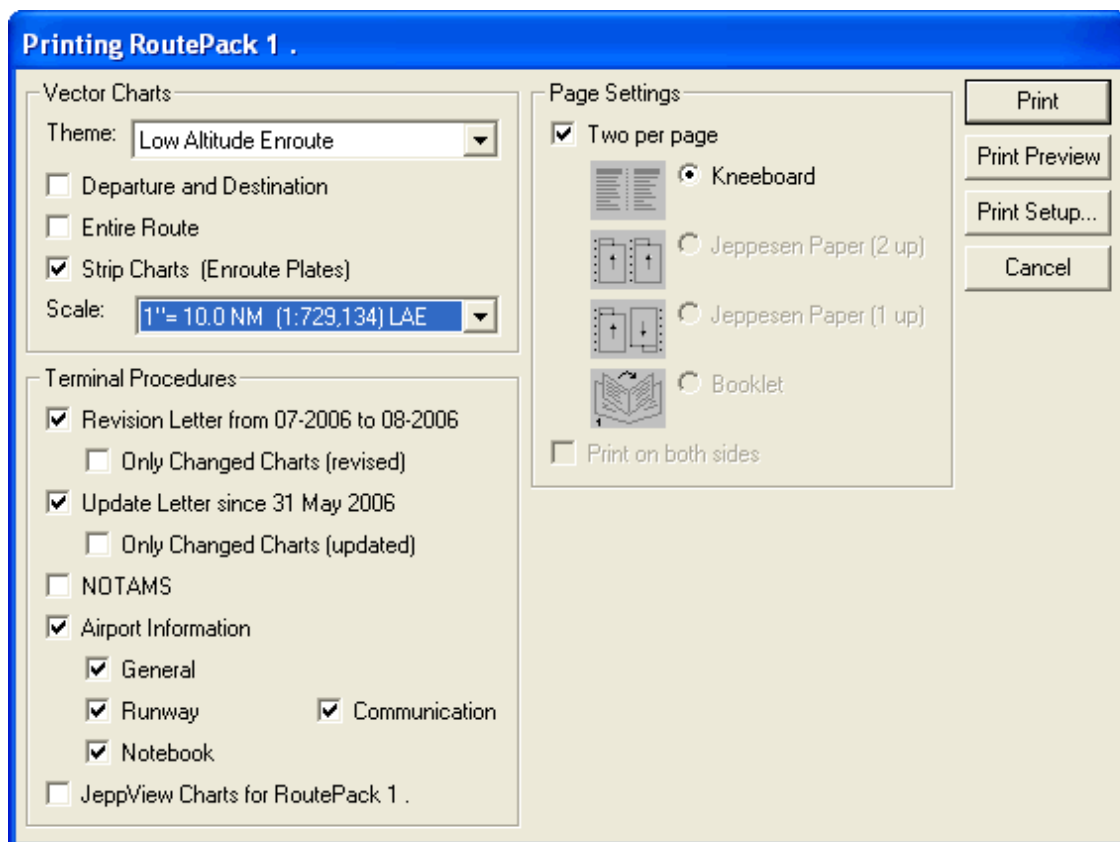 Printing RoutePack 1 .
Vector Charts
Theme: Low Altitude Enroute
Departure and Destination
Entire Route
Strip Charts (Enroute Plates)
Scale: 1"= 10.0 NM (1:729,134) LAE
Terminal Procedures
Revision Letter from 07-2006 to 08-2006
Only Changed Charts (revised)
Update Letter since 31 May 2006
Only Changed Charts (updated)
NOTAMS
Airport Information
General
Runway Communication
Notebook
JeppView Charts for RoutePack 1 .
Page Settings
Two per page
Kneeboard
Jeppesen Paper (2 up)
Jeppesen Paper (1 up)
1
Booklet
Print on both sides
Print
Print Preview
Print Setup...
Cancel